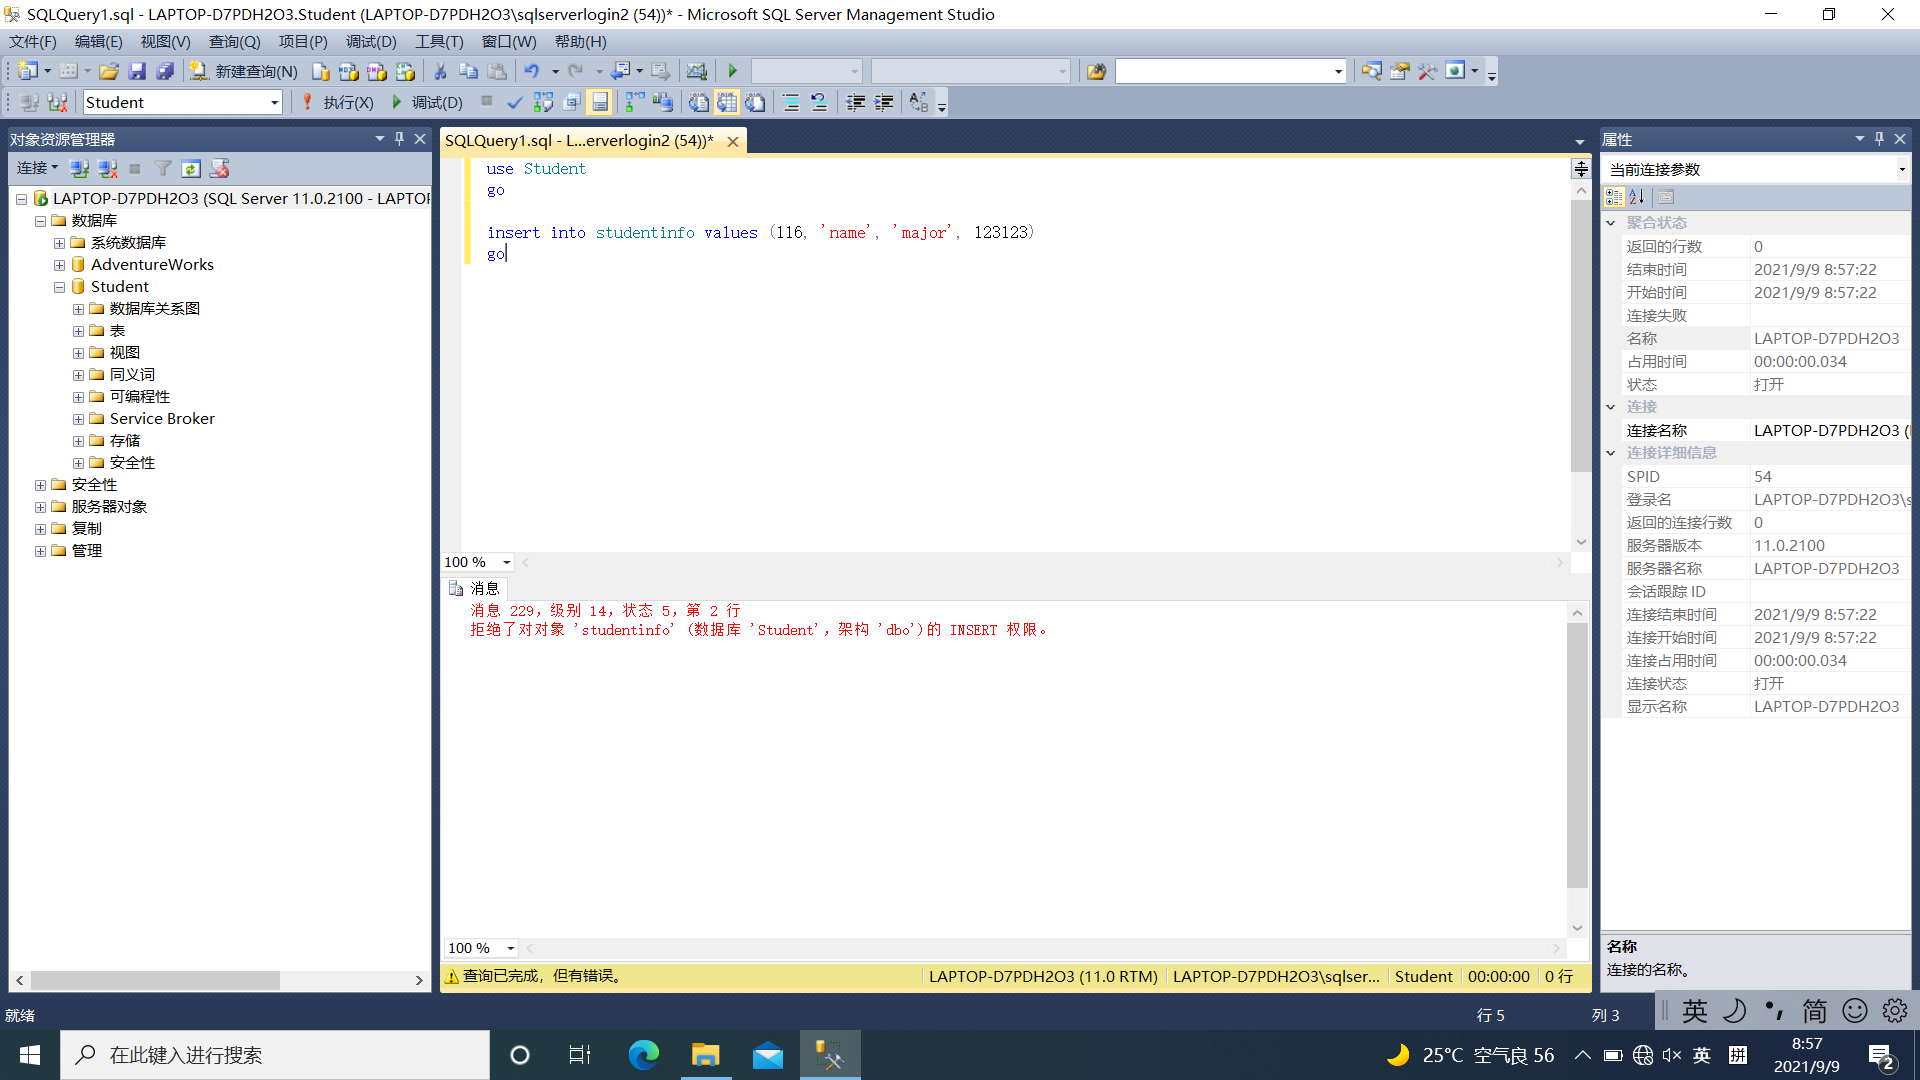 SQLQuery1.sql - LAPTOP-D7PDH2O3.Student (LAPTOP-D7PDH2O3\sqlserverlogin2 (54))* - Microsoft SQL Server Management Studio
文件(F) 编辑(E) 视图(V) 查询(Q) 项目(P) 调试(D) 工具(T) 窗口(W) 帮助(H)
新建查询(N)
Student 执行(X) 调试(D)
对象资源管理器
连接
LAPTOP-D7PDH2O3 (SQL Server 11.0.2100 - LAPTOP
数据库
系统数据库
AdventureWorks
Student
数据库关系图
表
视图
同义词
可编程性
Service Broker
存储
安全性
安全性
服务器对象
复制
管理
SQLQuery1.sql - L...erverlogin2 (54))*
use Student
go
insert into studentinfo values (116, 'name', 'major', 123123)
go
100 %
消息
消息 229，级别 14，状态 5，第 2 行
拒绝了对对象 'studentinfo' (数据库 'Student'，架构 'dbo')的 INSERT 权限。
100 %
查询已完成，但有错误。 LAPTOP-D7PDH2O3 (11.0 RTM) LAPTOP-D7PDH2O3\sqlser... Student 00:00:00 0 行
属性
当前连接参数
聚合状态
返回的行数 0
结束时间 2021/9/9 8:57:22
开始时间 2021/9/9 8:57:22
连接失败
名称 LAPTOP-D7PDH2O3
占用时间 00:00:00.034
状态 打开
连接
连接名称 LAPTOP-D7PDH2O3 (
连接详细信息
SPID 54
登录名 LAPTOP-D7PDH2O3\s
返回的连接行数 0
服务器版本 11.0.2100
服务器名称 LAPTOP-D7PDH2O3
会话跟踪 ID
连接结束时间 2021/9/9 8:57:22
连接开始时间 2021/9/9 8:57:22
连接占用时间 00:00:00.034
连接状态 打开
显示名称 LAPTOP-D7PDH2O3
名称
连接的名称。
就绪 行 5 列 3 英 简
在此键入进行搜索 25°C 空气良 56 英 拼
8:57
2021/9/9
2